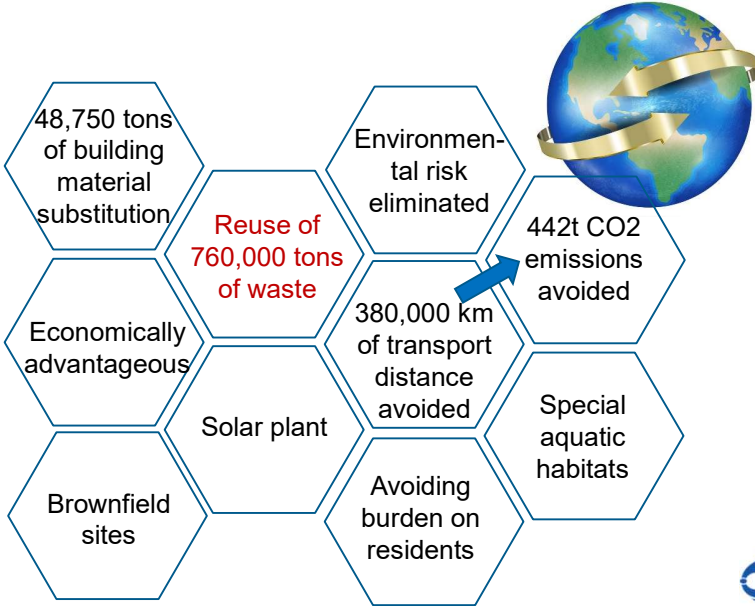 48,750 tons
of building
material
substitution
Reuse of
760,000 tons
of waste
Environmen-
tal risk
eliminated
442t CO2
emissions
avoided
Economically
advantageous
380,000 km
of transport
distance
avoided
Solar plant
Special
aquatic
habitats
Brownfield
sites
Avoiding
burden on
residents